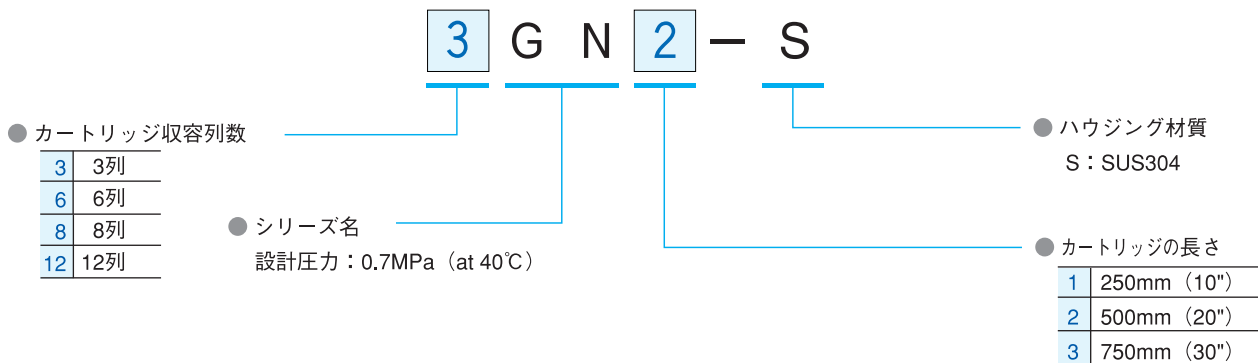 3 G N 2 － S
● カートリッジ収容列数
3 3列
6 6列
8 8列
12 12列
● シリーズ名
設計圧力：0.7MPa（at 40℃）
● ハウジング材質
S：SUS304
● カートリッジの長さ
1 250mm（10"）
2 500mm（20"）
3 750mm（30"）